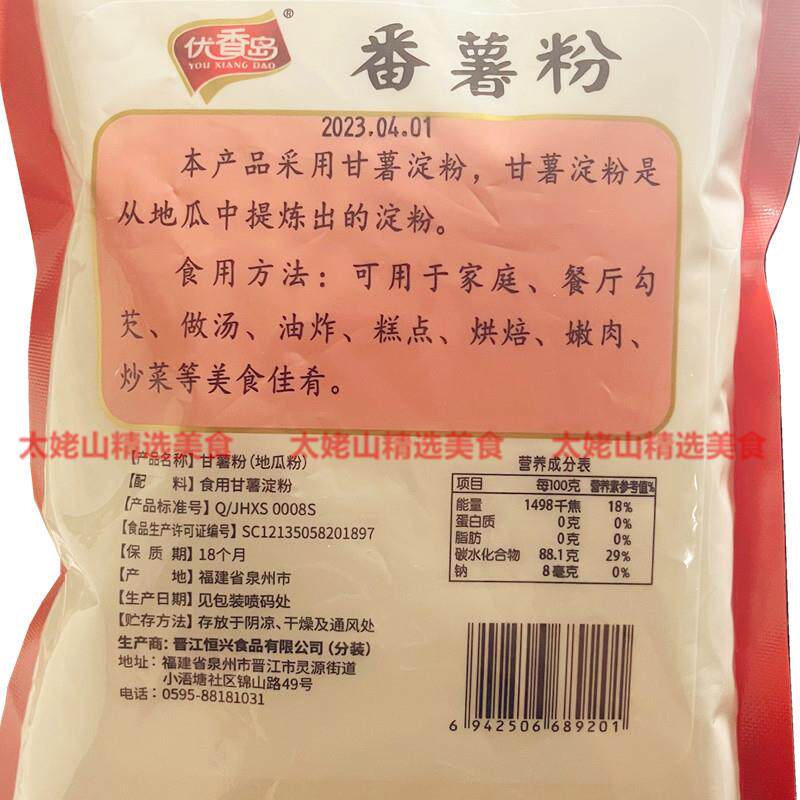 优香岛®
YOU XIANG DAO
番薯粉
2023.04.01
本产品采用甘薯淀粉，甘薯淀粉是
从地瓜中提炼出的淀粉。
食用方法：可用于家庭、餐厅勾
芡、做汤、油炸、糕点、烘焙、嫩肉、
炒菜等美食佳肴。
太姥山精选美食 太姥山精选美食 太姥山精选美食
【产品名称】甘薯粉(地瓜粉)
【配 料】食用甘薯淀粉
【产品标准号】Q/JHXS 0008S
【食品生产许可证编号】SC12135058201897
【保 质 期】18个月
【产 地】福建省泉州市
【生产日期】见包装喷码处
【贮存方法】存放于阴凉、干燥及通风处
生产商：晋江恒兴食品有限公司(分装)
地址：福建省泉州市晋江市灵源街道
小浯塘社区锦山路49号
电话：0595-88181031
营养成分表
项目 每100克 营养素参考值%
能量 1498千焦 18%
蛋白质 0克 0%
脂肪 0克 0%
碳水化合物 88.1克 29%
钠 8毫克 0%
6 942506 689201